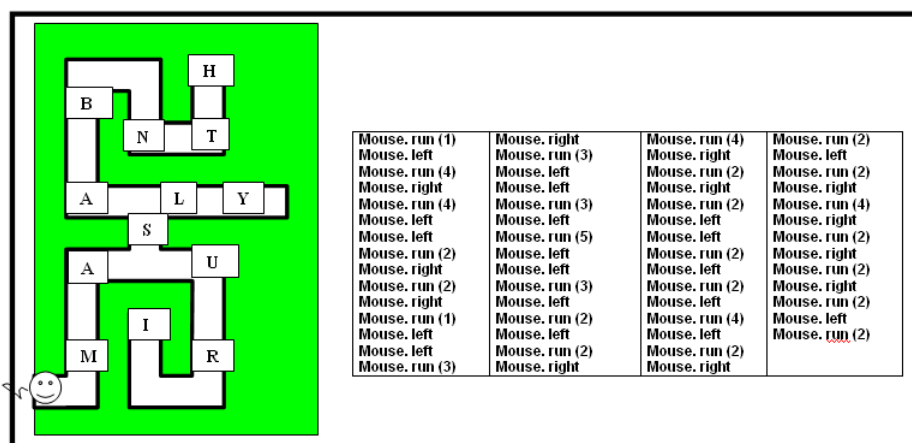 H
B
N T
A L Y
S
A U
I
M R
Mouse. run (1)
Mouse. left
Mouse. run (4)
Mouse. right
Mouse. run (4)
Mouse. left
Mouse. left
Mouse. run (2)
Mouse. right
Mouse. run (2)
Mouse. right
Mouse. run (1)
Mouse. left
Mouse. left
Mouse. run (3)
Mouse. right
Mouse. run (3)
Mouse. left
Mouse. left
Mouse. run (3)
Mouse. left
Mouse. run (5)
Mouse. left
Mouse. left
Mouse. run (3)
Mouse. left
Mouse. run (2)
Mouse. left
Mouse. run (2)
Mouse. right
Mouse. run (4)
Mouse. right
Mouse. run (2)
Mouse. right
Mouse. run (2)
Mouse. left
Mouse. left
Mouse. run (2)
Mouse. left
Mouse. run (2)
Mouse. left
Mouse. run (4)
Mouse. left
Mouse. run (2)
Mouse. right
Mouse. run (2)
Mouse. left
Mouse. run (2)
Mouse. right
Mouse. run (4)
Mouse. right
Mouse. run (2)
Mouse. right
Mouse. run (2)
Mouse. right
Mouse. run (2)
Mouse. left
Mouse. run (2)